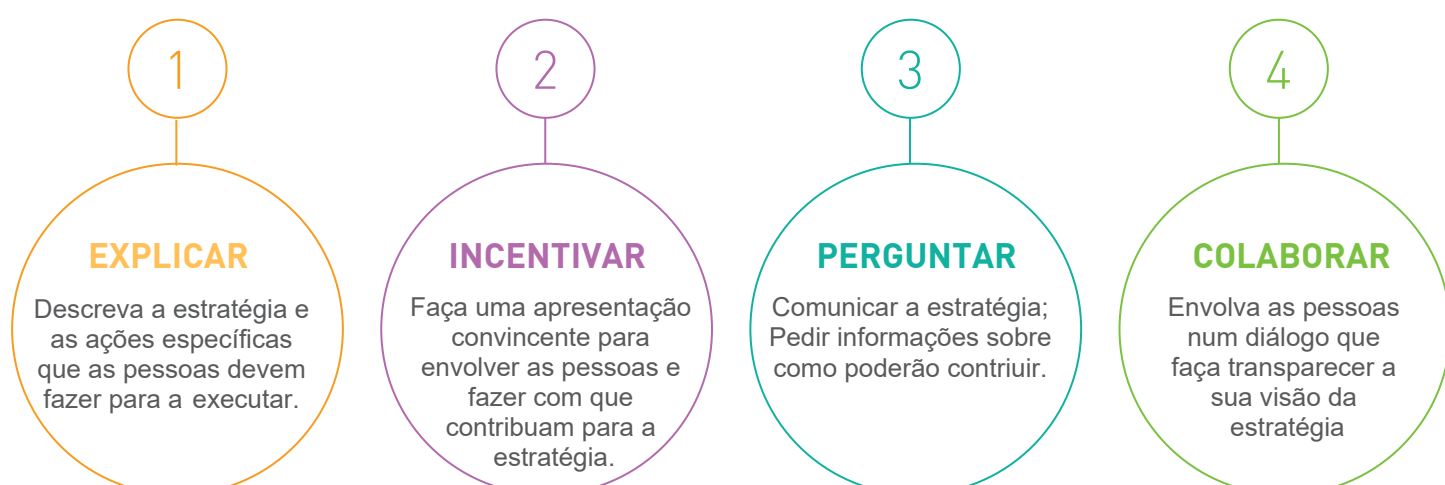 1
EXPLICAR
Descreva a estratégia e
as ações específicas
que as pessoas devem
fazer para a executar.
2
INCENTIVAR
Faça uma apresentação
convincente para
envolver as pessoas e
fazer com que
contribuam para a
estratégia.
3
PERGUNTAR
Comunicar a estratégia;
Pedir informações sobre
como poderão contriuir.
4
COLABORAR
Envolva as pessoas
num diálogo que
faça transparecer a
sua visão da
estratégia